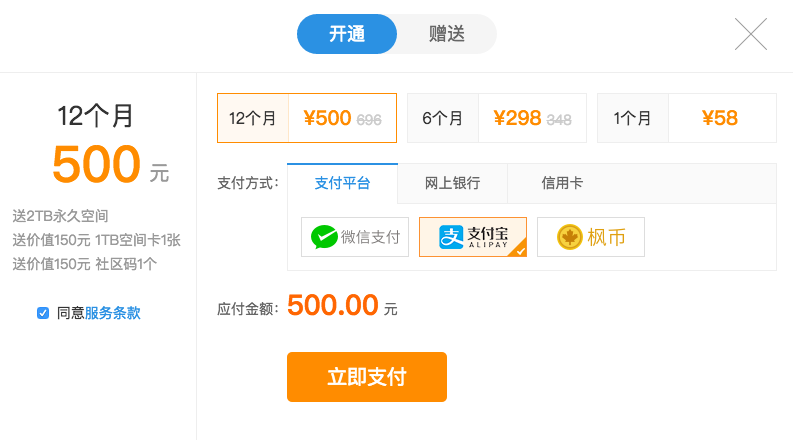 开通 赠送
12个月
500 元
送2TB永久空间
送价值150元 1TB空间卡1张
送价值150元 社区码1个
同意服务条款
12个月 ¥500 696 6个月 ¥298 348 1个月 ¥58
支付方式: 支付平台 网上银行 信用卡
微信支付 支付宝 ALIPAY 枫币
应付金额: 500.00 元
立即支付